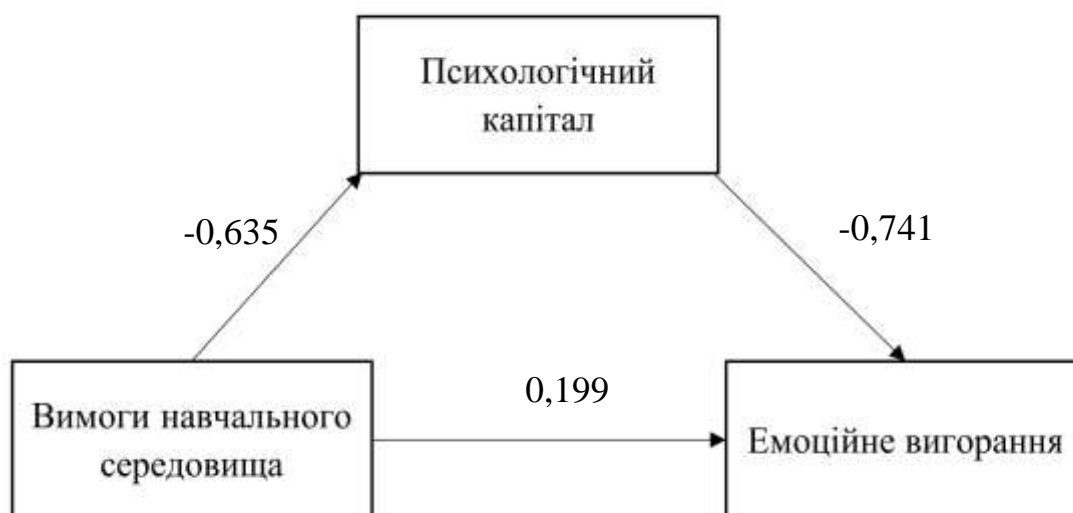 Психологічний
капітал
-0,635
-0,741
0,199
Вимоги навчального
середовища
Емоційне вигорання